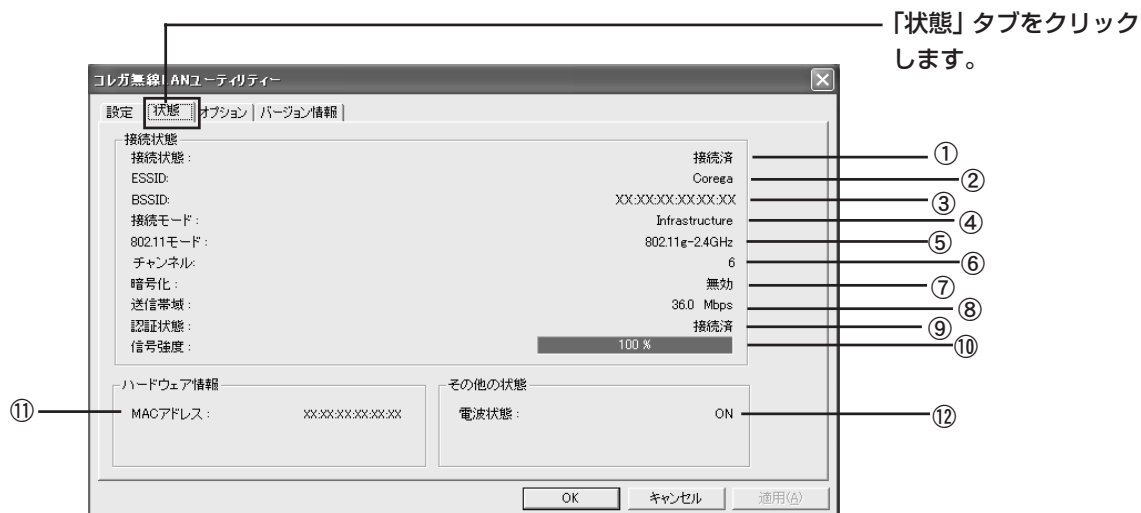 「状態」タブをクリック
します。
コレガ無線LANユーティリティー
設定 状態 オプション バージョン情報
接続状態
接続状態： 接続済 ①
ESSID: Corega ②
BSSID: XX:XX:XX:XX:XX:XX ③
接続モード： Infrastructure ④
802.11モード： 802.11g-2.4GHz ⑤
チャンネル: 6 ⑥
暗号化： 無効 ⑦
送信帯域： 36.0 Mbps ⑧
認証状態： 接続済 ⑨
信号強度： 100 % ⑩
ハードウェア情報 その他の状態
⑪ MACアドレス： XX:XX:XX:XX:XX:XX 電波状態： ON ⑫
OK キャンセル 適用(A)